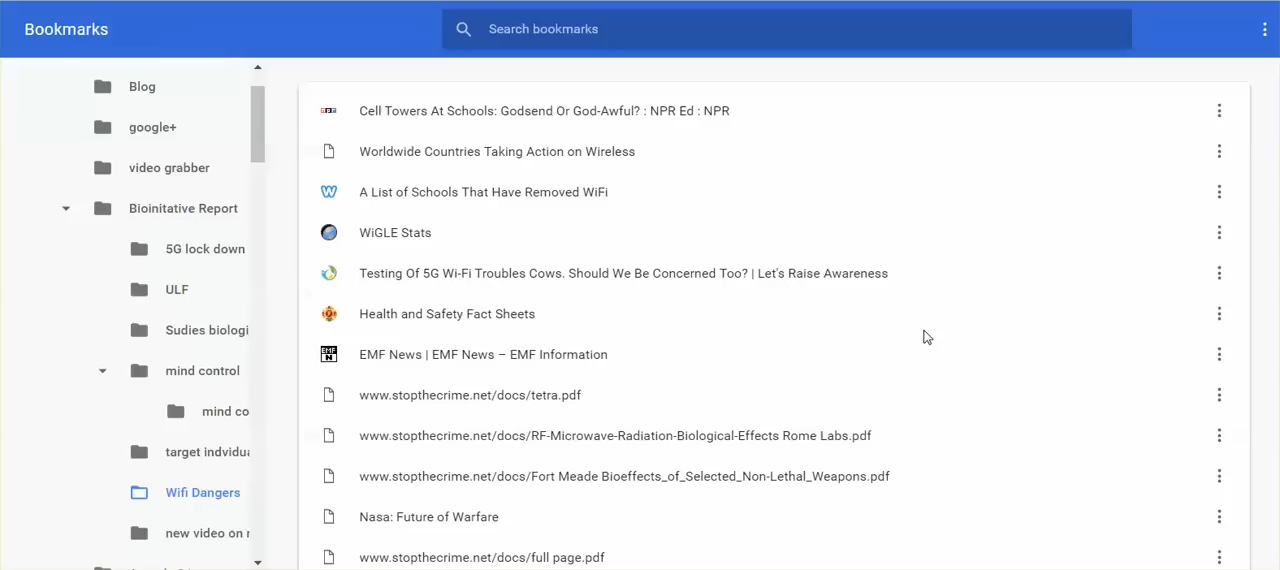 Bookmarks
Search bookmarks
Blog
google+
video grabber
Bioinitative Report
5G lock down
ULF
Sudies biologi
mind control
mind co
target indvidua
Wifi Dangers
new video on r
Cell Towers At Schools: Godsend Or God-Awful? : NPR Ed : NPR
Worldwide Countries Taking Action on Wireless
A List of Schools That Have Removed WiFi
WiGLE Stats
Testing Of 5G Wi-Fi Troubles Cows. Should We Be Concerned Too? | Let's Raise Awareness
Health and Safety Fact Sheets
EMF News | EMF News – EMF Information
www.stopthecrime.net/docs/tetra.pdf
www.stopthecrime.net/docs/RF-Microwave-Radiation-Biological-Effects Rome Labs.pdf
www.stopthecrime.net/docs/Fort Meade Bioeffects_of_Selected_Non-Lethal_Weapons.pdf
Nasa: Future of Warfare
www.stopthecrime.net/docs/full page.pdf